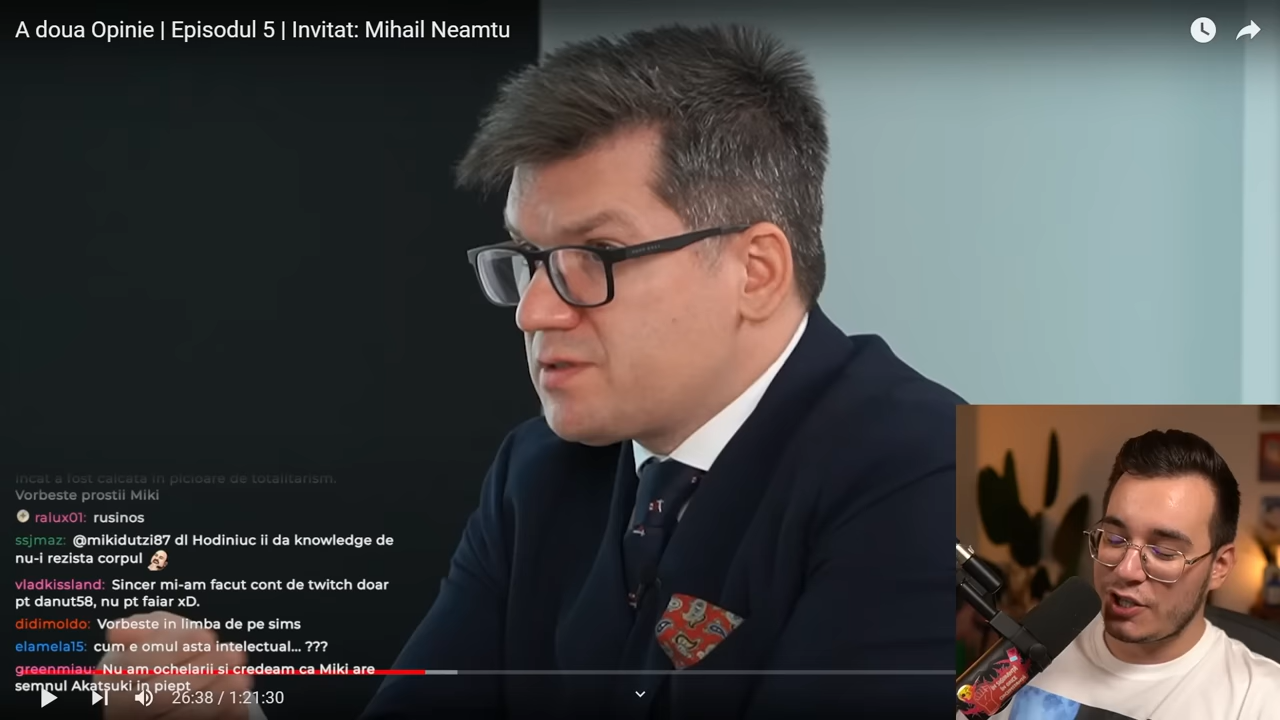 A doua Opinie | Episodul 5 | Invitat: Mihail Neamtu
incat a fost calcata in picioare de totalitarism.
Vorbeste prostii Miki
ralux01: rusinos
ssjmaz: @mikidutzi87 dl Hodiniuc ii da knowledge de
nu-i rezista corpul
vladkissland: Sincer mi-am facut cont de twitch doar
pt danut58, nu pt faiar xD.
didimoldo: Vorbeste in limba de pe sims
elamela15: cum e omul asta intelectual... ???
greenmiau: Nu am ochelarii si credeam ca Miki are
semnul Akatsuki in piept
26:38 / 1:21:30